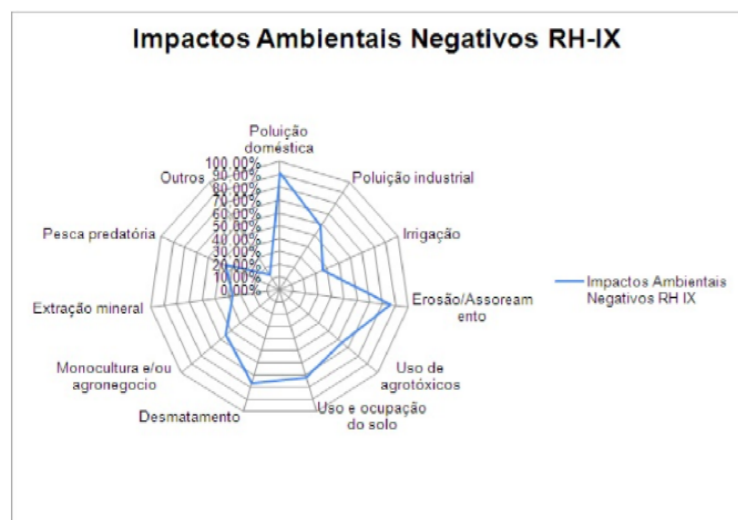 Impactos Ambientais Negativos RH-IX
Poluição
doméstica
100,00%
90,00%
80,00%
70,00%
60,00%
50,00%
40,00%
30,00%
20,00%
10,00%
0,00%
Poluição industrial
Irrigação
Erosão/Assoream
ento
Uso de
agrotóxicos
Uso e ocupação
do solo
Desmatamento
Monocultura e/ou
agronegocio
Extração mineral
Pesca predatória
Outros
Impactos Ambientais
Negativos RH IX